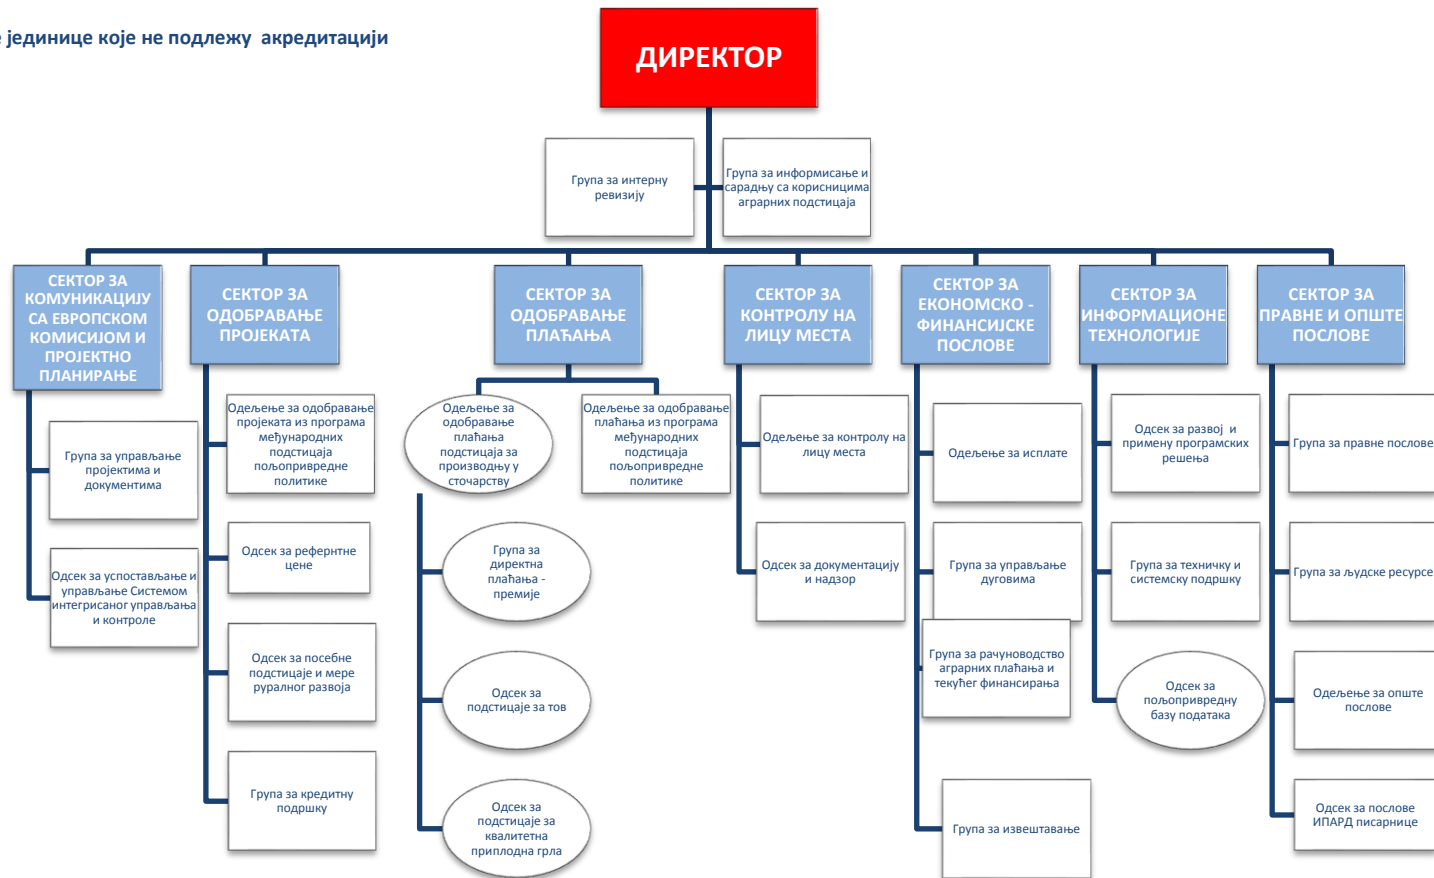 е јединице које не подлежу акредитацији
ДИРЕКТОР
Група за интерну
ревизију
Група за информисање и
сарадњу са корисницима
аграрних подстицаја
СЕКТОР ЗА
КОМУНИКАЦИЈУ
СА ЕВРОПСКОМ
КОМИСИЈОМ И
ПРОЈЕКТНО
ПЛАНИРАЊЕ
СЕКТОР ЗА
ОДОБРАВАЊЕ
ПРОЈЕКАТА
СЕКТОР ЗА
ОДОБРАВАЊЕ
ПЛАЋАЊА
СЕКТОР ЗА
КОНТРОЛУ НА
ЛИЦУ МЕСТА
СЕКТОР ЗА
ЕКОНОМСКО -
ФИНАНСИЈСКЕ
ПОСЛОВЕ
СЕКТОР ЗА
ИНФОРМАЦИОНЕ
ТЕХНОЛОГИЈЕ
СЕКТОР ЗА
ПРАВНЕ И ОПШТЕ
ПОСЛОВЕ
Група за управљање
пројектима и
документима
Одсек за успостављање и
управљање Системом
интегрисаног управљања
и контроле
Одељење за одобравање
пројеката из програма
међународних
подстицаја
пољопривредне
политике
Одсек за рефернтне
цене
Одсек за посебне
подстицаје и мере
руралног развоја
Група за кредитну
подршку
Одељење за
одобравање
плаћања
подстицаја за
производњу у
сточарству
Група за
директна
плаћања -
премије
Одсек за
подстицаје за тов
Одсек за
подстицаје за
квалитетна
приплодна грла
Одељење за одобравање
плаћања из програма
међународних
подстицаја
пољопривредне
политике
Одељење за контролу на
лицу места
Одсек за документацију
и надзор
Одељење за исплате
Група за управљање
дуговима
Група за рачуноводство
аграрних плаћања и
текућег финансирања
Група за извештавање
Одсек за развој и
примену програмских
решења
Група за техничку и
системску подршку
Одсек за
пољопривредну
базу података
Група за правне послове
Група за људске ресурсе
Одељење за опште
послове
Одсек за послове
ИПАРД писарнице